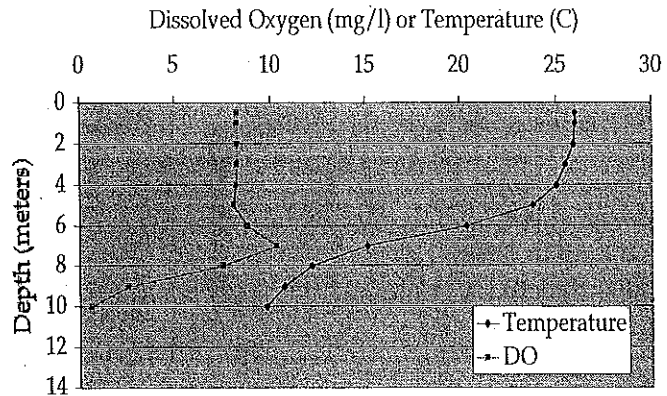 Dissolved Oxygen (mg/l) or Temperature (C)
0 5 10 15 20 25 30
Depth (meters)
0
2
4
6
8
10
12
14
Temperature
DO